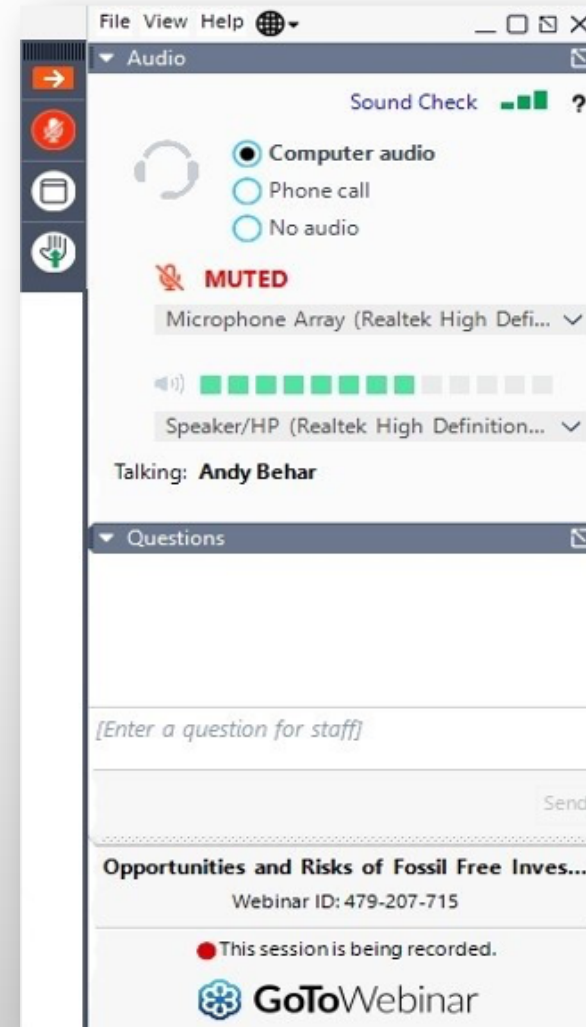 File View Help
Audio
Sound Check ?
Computer audio
Phone call
No audio
MUTED
Microphone Array (Realtek High Defi...
Speaker/HP (Realtek High Definition...
Talking: Andy Behar
Questions
[Enter a question for staff]
Send
Opportunities and Risks of Fossil Free Inves...
Webinar ID: 479-207-715
This session is being recorded.
GoToWebinar